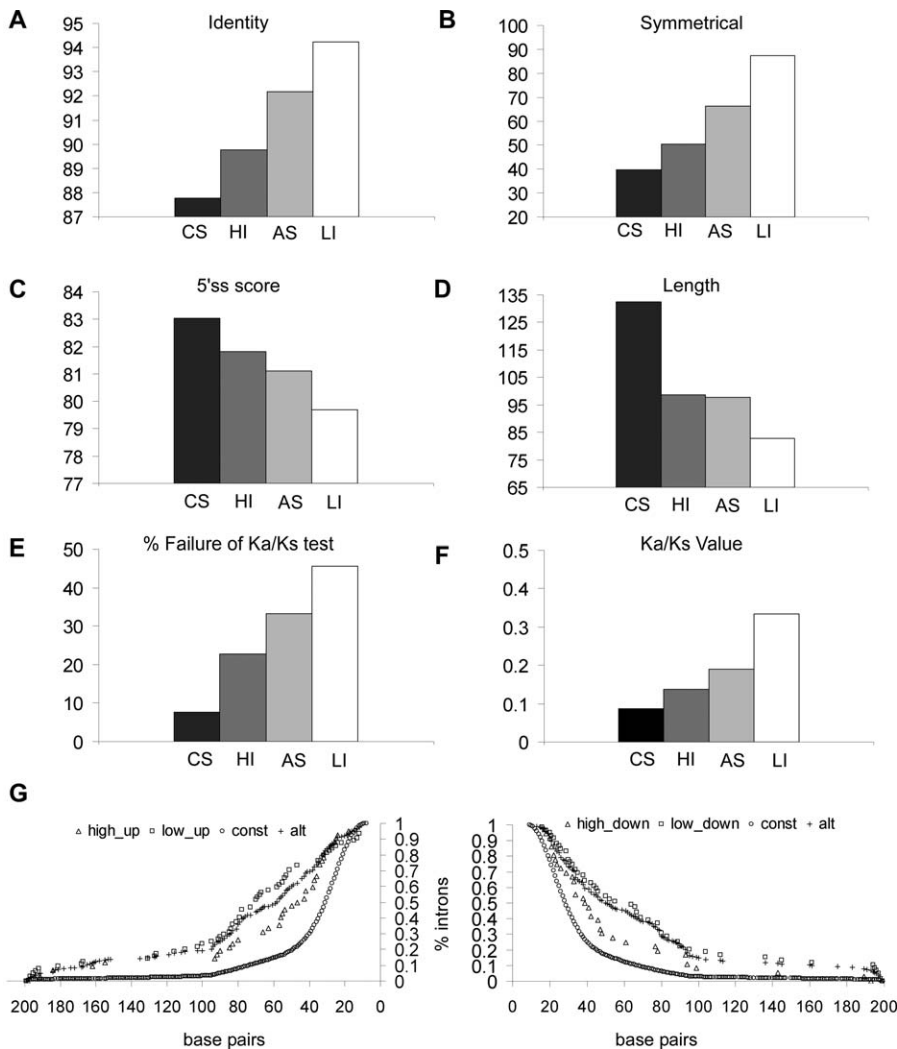 A
Identity
95
94
93
92
91
90
89
88
87
CS HI AS LI
B
Symmetrical
100
90
80
70
60
50
40
30
20
CS HI AS LI
C
5'ss score
84
83
82
81
80
79
78
77
CS HI AS LI
D
Length
135
125
115
105
95
85
75
65
CS HI AS LI
E
% Failure of Ka/Ks test
50
40
30
20
10
0
CS HI AS LI
F
Ka/Ks Value
0.5
0.4
0.3
0.2
0.1
0
CS HI AS LI
G
high_up low_up const alt
1
0.9
0.8
0.7
0.6
0.5
0.4
0.3
0.2
0.1
0
200 180 160 140 120 100 80 60 40 20 0
base pairs
% introns
high_down low_down const alt
1
0.9
0.8
0.7
0.6
0.5
0.4
0.3
0.2
0.1
0
0 20 40 60 80 100 120 140 160 180 200
base pairs